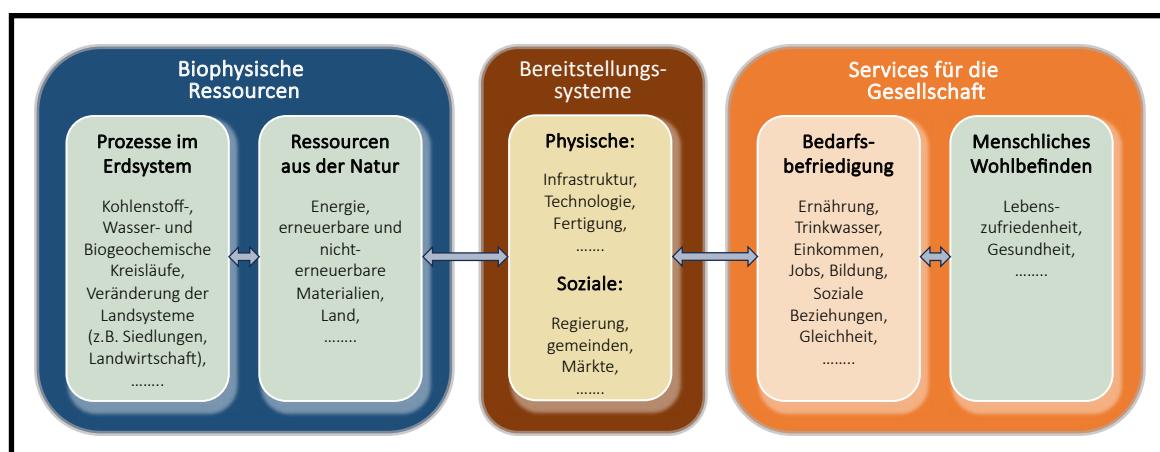 Biophysische
Ressourcen
Prozesse im
Erdsystem
Kohlenstoff-,
Wasser- und
Biogeochemische
Kreisläufe,
Veränderung der
Landsysteme
(z.B. Siedlungen,
Landwirtschaft),
........
Ressourcen
aus der Natur
Energie,
erneuerbare und
nicht-
erneuerbare
Materialien,
Land,
........
Bereitstellungs-
systeme
Physische:
Infrastruktur,
Technologie,
Fertigung,
.......
Soziale:
Regierung,
gemeinden,
Märkte,
.......
Services für die
Gesellschaft
Bedarfs-
befriedigung
Ernährung,
Trinkwasser,
Einkommen,
Jobs, Bildung,
Soziale
Beziehungen,
Gleichheit,
........
Menschliches
Wohlbefinden
Lebens-
zufriedenheit,
Gesundheit,
........